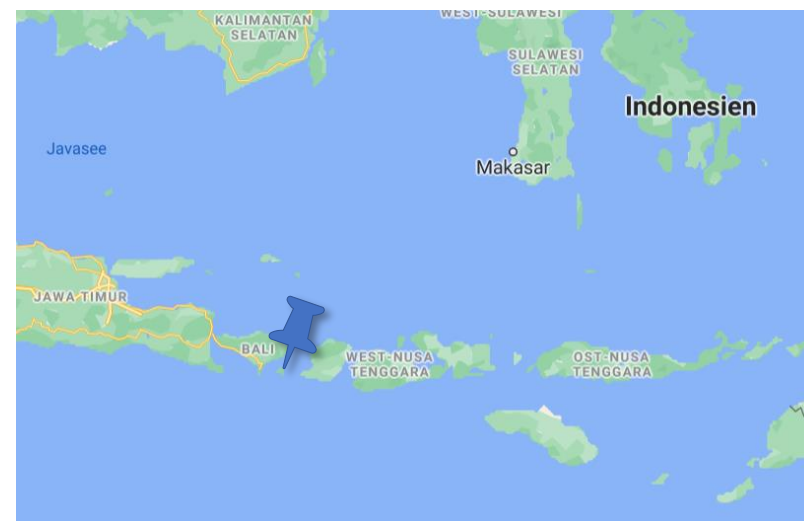 KALIMANTAN
SELATAN
WEST-SULAWESI
SULAWESI
SELATAN
Indonesien
Javasee
Makasar
JAWA TIMUR
BALI
WEST-NUSA
TENGGARA
OST-NUSA
TENGGARA